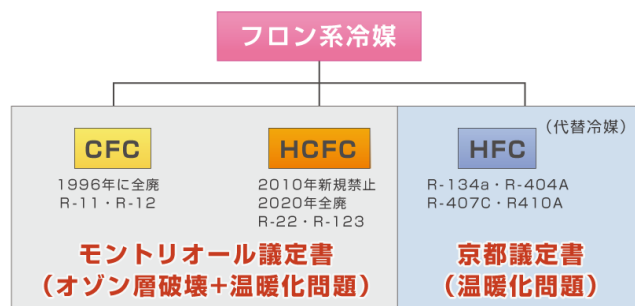 フロン系冷媒
CFC
1996年に全廃
R-11・R-12
HCFC
2010年新規禁止
2020年全廃
R-22・R-123
モントリオール議定書
（オゾン層破壊+温暖化問題）
（代替冷媒）
HFC
R-134a・R-404A
R-407C・R410A
京都議定書
（温暖化問題）